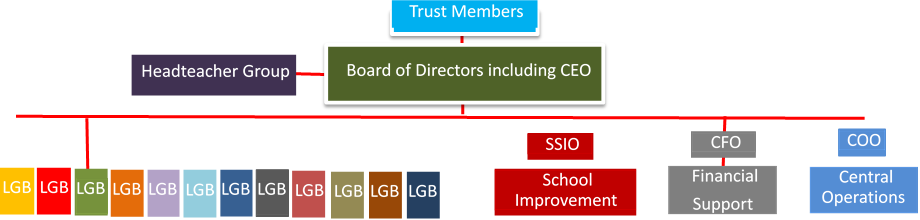 Trust Members
Headteacher Group
Board of Directors including CEO
SSIO
CFO
COO
LGB LGB LGB LGB LGB LGB LGB LGB LGB LGB LGB LGB
School
Improvement
Financial
Support
Central
Operations